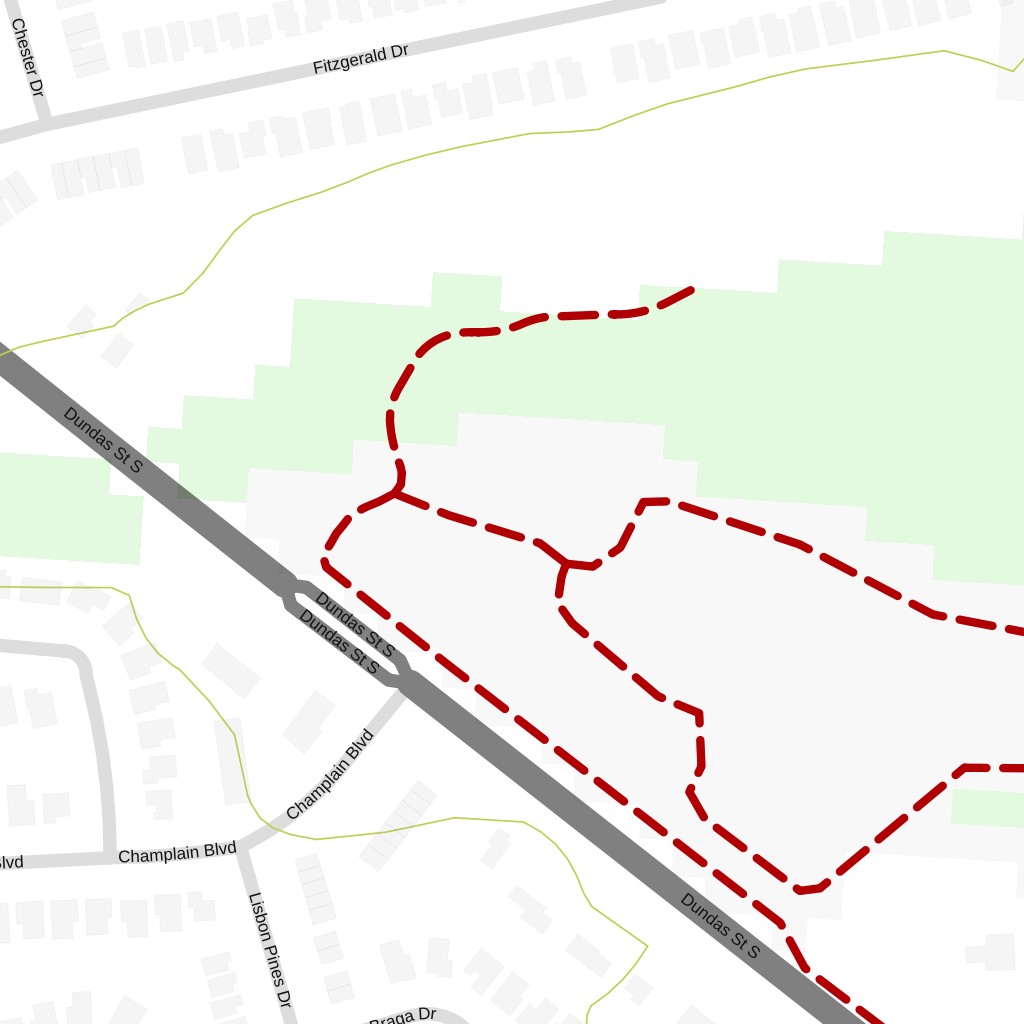 Chester Dr
Fitzgerald Dr
Dundas St S
Dundas St S
Dundas St S
Champlain Blvd
Champlain Blvd
Blvd
Lisbon Pines Dr
Dundas St S
Braga Dr